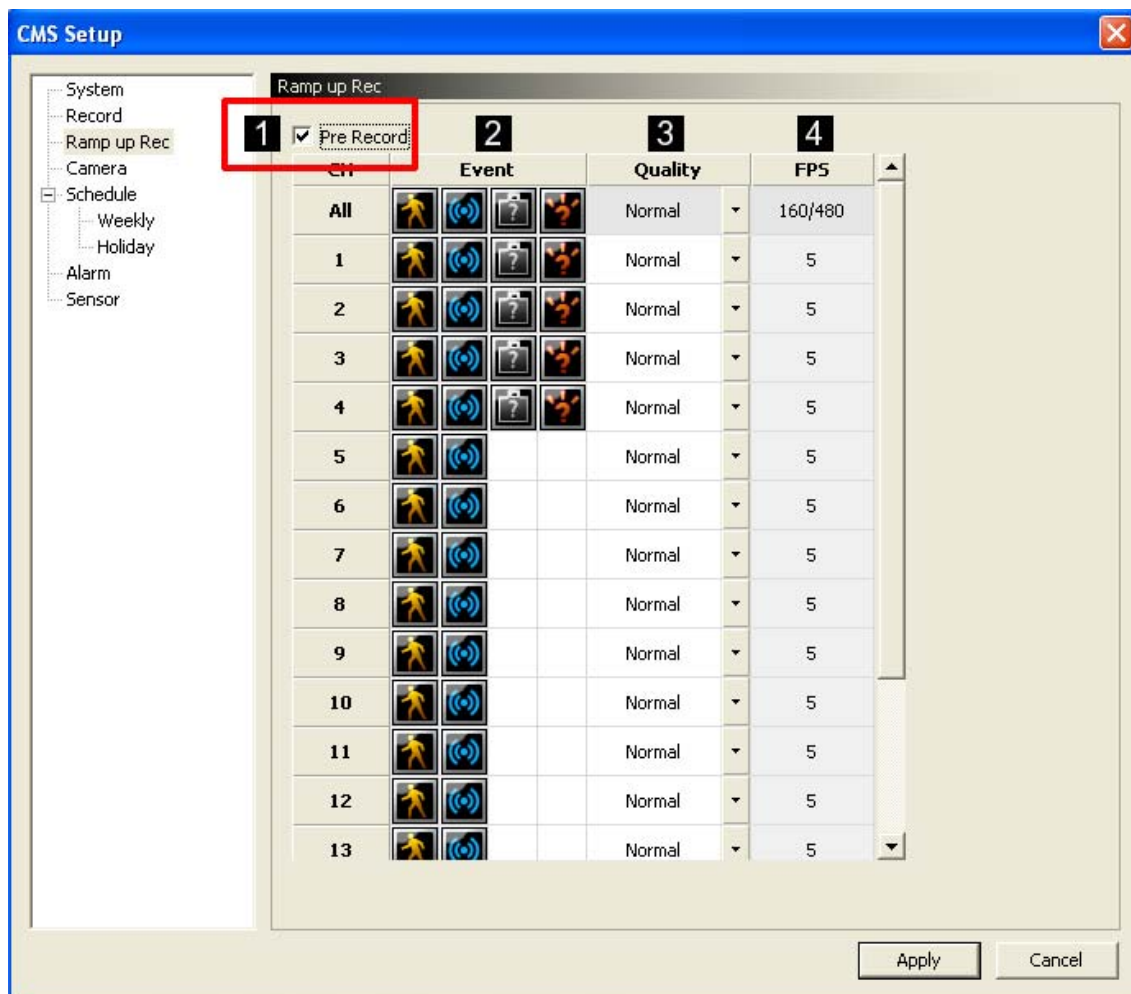 CMS Setup
System
Record
Ramp up Rec
Camera
Schedule
Weekly
Holiday
Alarm
Sensor
Ramp up Rec
1 Pre Record 2 3 4
CH Event Quality FPS
All Normal 160/480
1 Normal 5
2 Normal 5
3 Normal 5
4 Normal 5
5 Normal 5
6 Normal 5
7 Normal 5
8 Normal 5
9 Normal 5
10 Normal 5
11 Normal 5
12 Normal 5
13 Normal 5
Apply Cancel